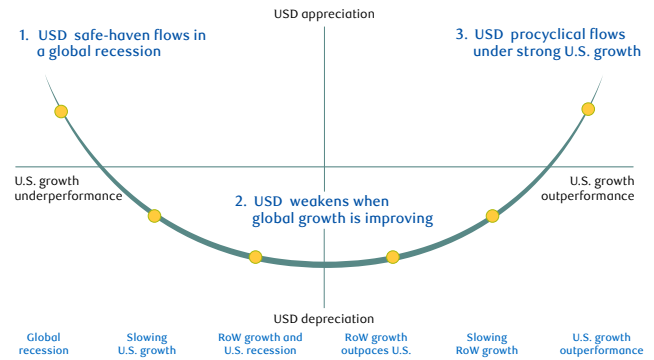 USD appreciation
1. USD safe-haven flows in
a global recession
3. USD procyclical flows
under strong U.S. growth
U.S. growth
underperformance
U.S. growth
outperformance
2. USD weakens when
global growth is improving
USD depreciation
Global
recession
Slowing
U.S. growth
RoW growth and
U.S. recession
RoW growth
outpaces U.S.
Slowing
RoW growth
U.S. growth
outperformance